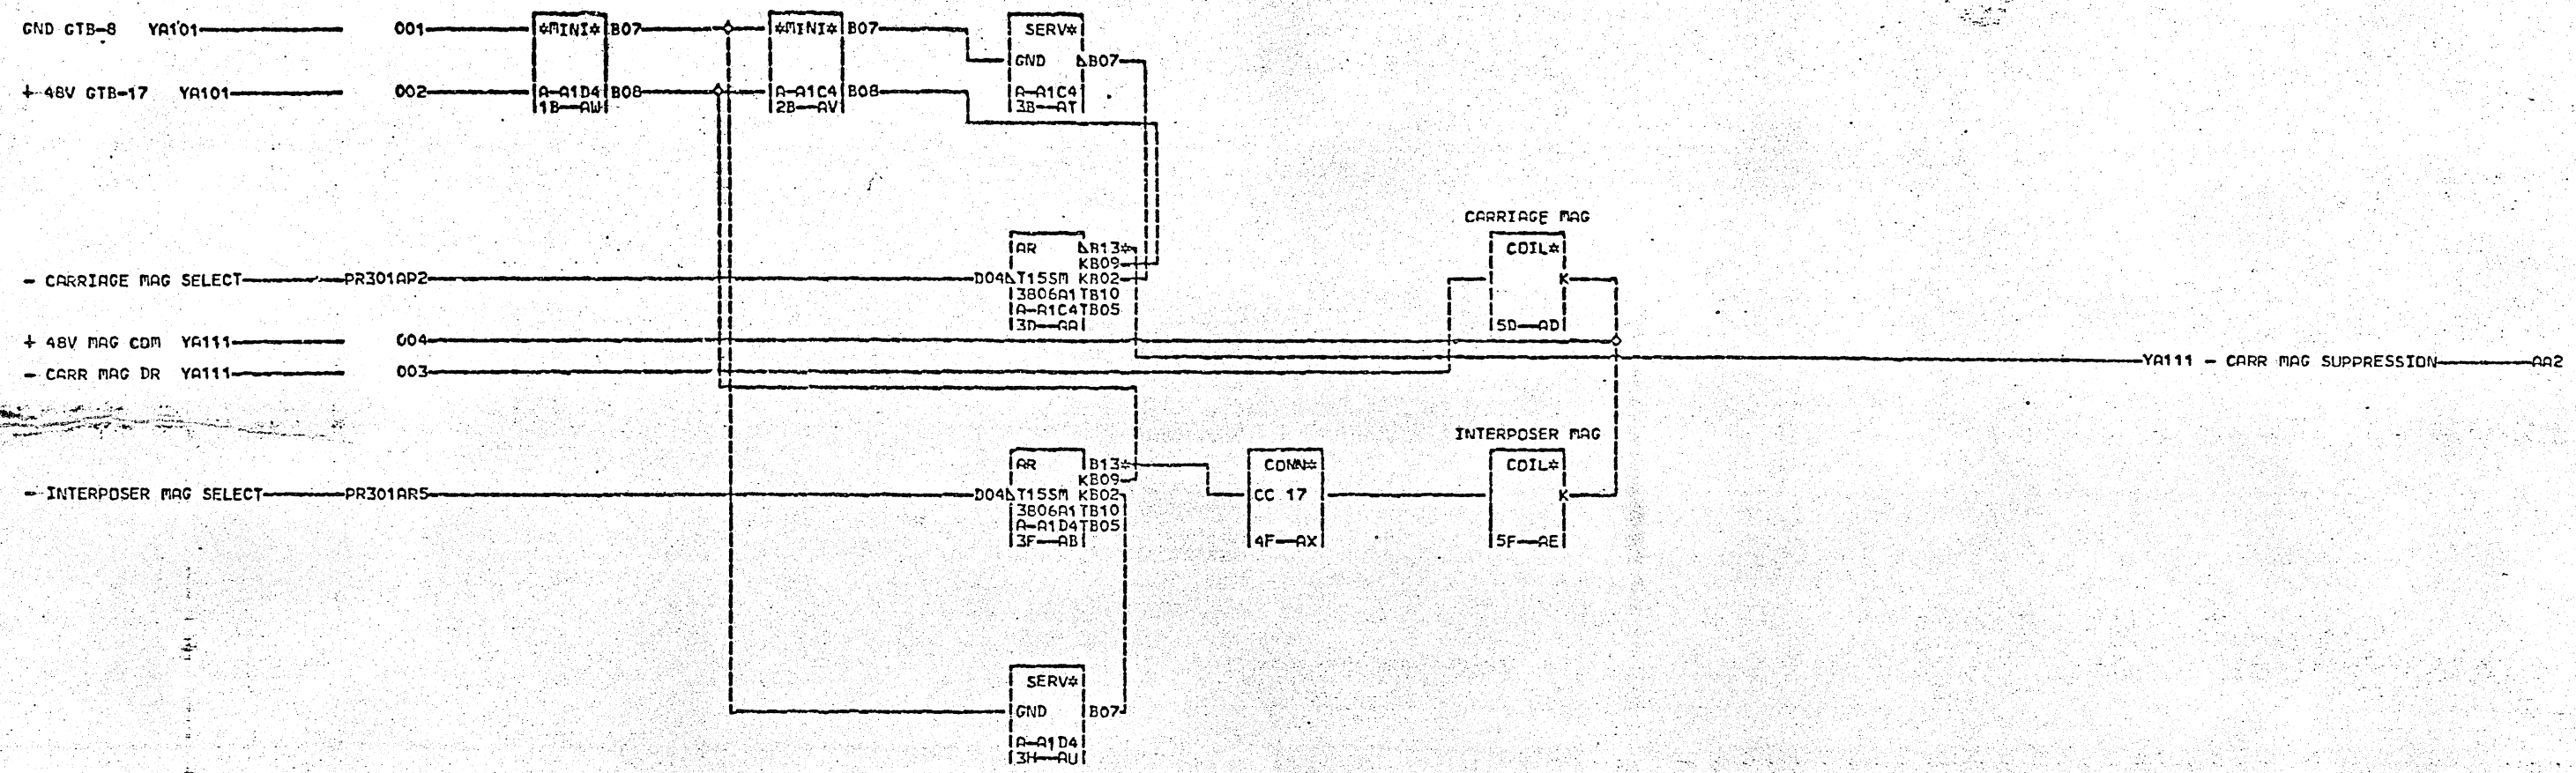 GND GTB-8 YA101 001 *MINI* B07 *MINI* B07 SERV*
GND B07
+ 48V GTB-17 YA101 002 A-A1D4 B08 A-A1C4 B08 A-A1C4
1B-AW 2B-AV 3B-AT
CARRIAGE MAG
AR B13* COIL*
KB09
- CARRIAGE MAG SELECT PR301AP2 D04 T15SM KB02 K
3806A1 TB10
A-A1C4 TB05
3D-AA 5D-AD
+ 48V MAG COM YA111 004
YA111 - CARR MAG SUPPRESSION AA2
- CARR MAG DR YA111 003
INTERPOSER MAG
AR B13* CONN* COIL*
KB09
- INTERPOSER MAG SELECT PR301AR5 D04 T15SM KB02 CC 17 K
3806A1 TB10
A-A1D4 TB05
3F-AB 4F-AX 5F-AE
SERV*
GND B07
A-A1D4
3H-AU